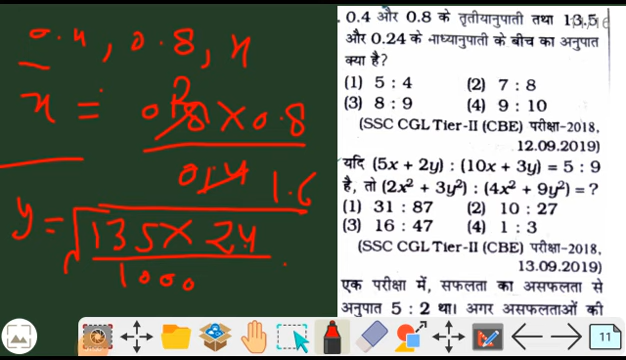 0.4, 0.8, x
x = 0.8 × 0.8
0.4
1.6
y = √135 × 24
1000
0.4 और 0.8 के तृतीयानुपाती तथा 13.5
और 0.24 के माध्यानुपाती के बीच का अनुपात
क्या है?
(1) 5 : 4 (2) 7 : 8
(3) 8 : 9 (4) 9 : 10
(SSC CGL Tier-II (CBE) परीक्षा-2018,
12.09.2019)
यदि (5x + 2y) : (10x + 3y) = 5 : 9
है, तो (2x² + 3y²) : (4x² + 9y²) = ?
(1) 31 : 87 (2) 10 : 27
(3) 16 : 47 (4) 1 : 3
(SSC CGL Tier-II (CBE) परीक्षा-2018,
13.09.2019)
एक परीक्षा में, सफलता का असफलता से
अनुपात 5 : 2 था। अगर असफलताओं की
11